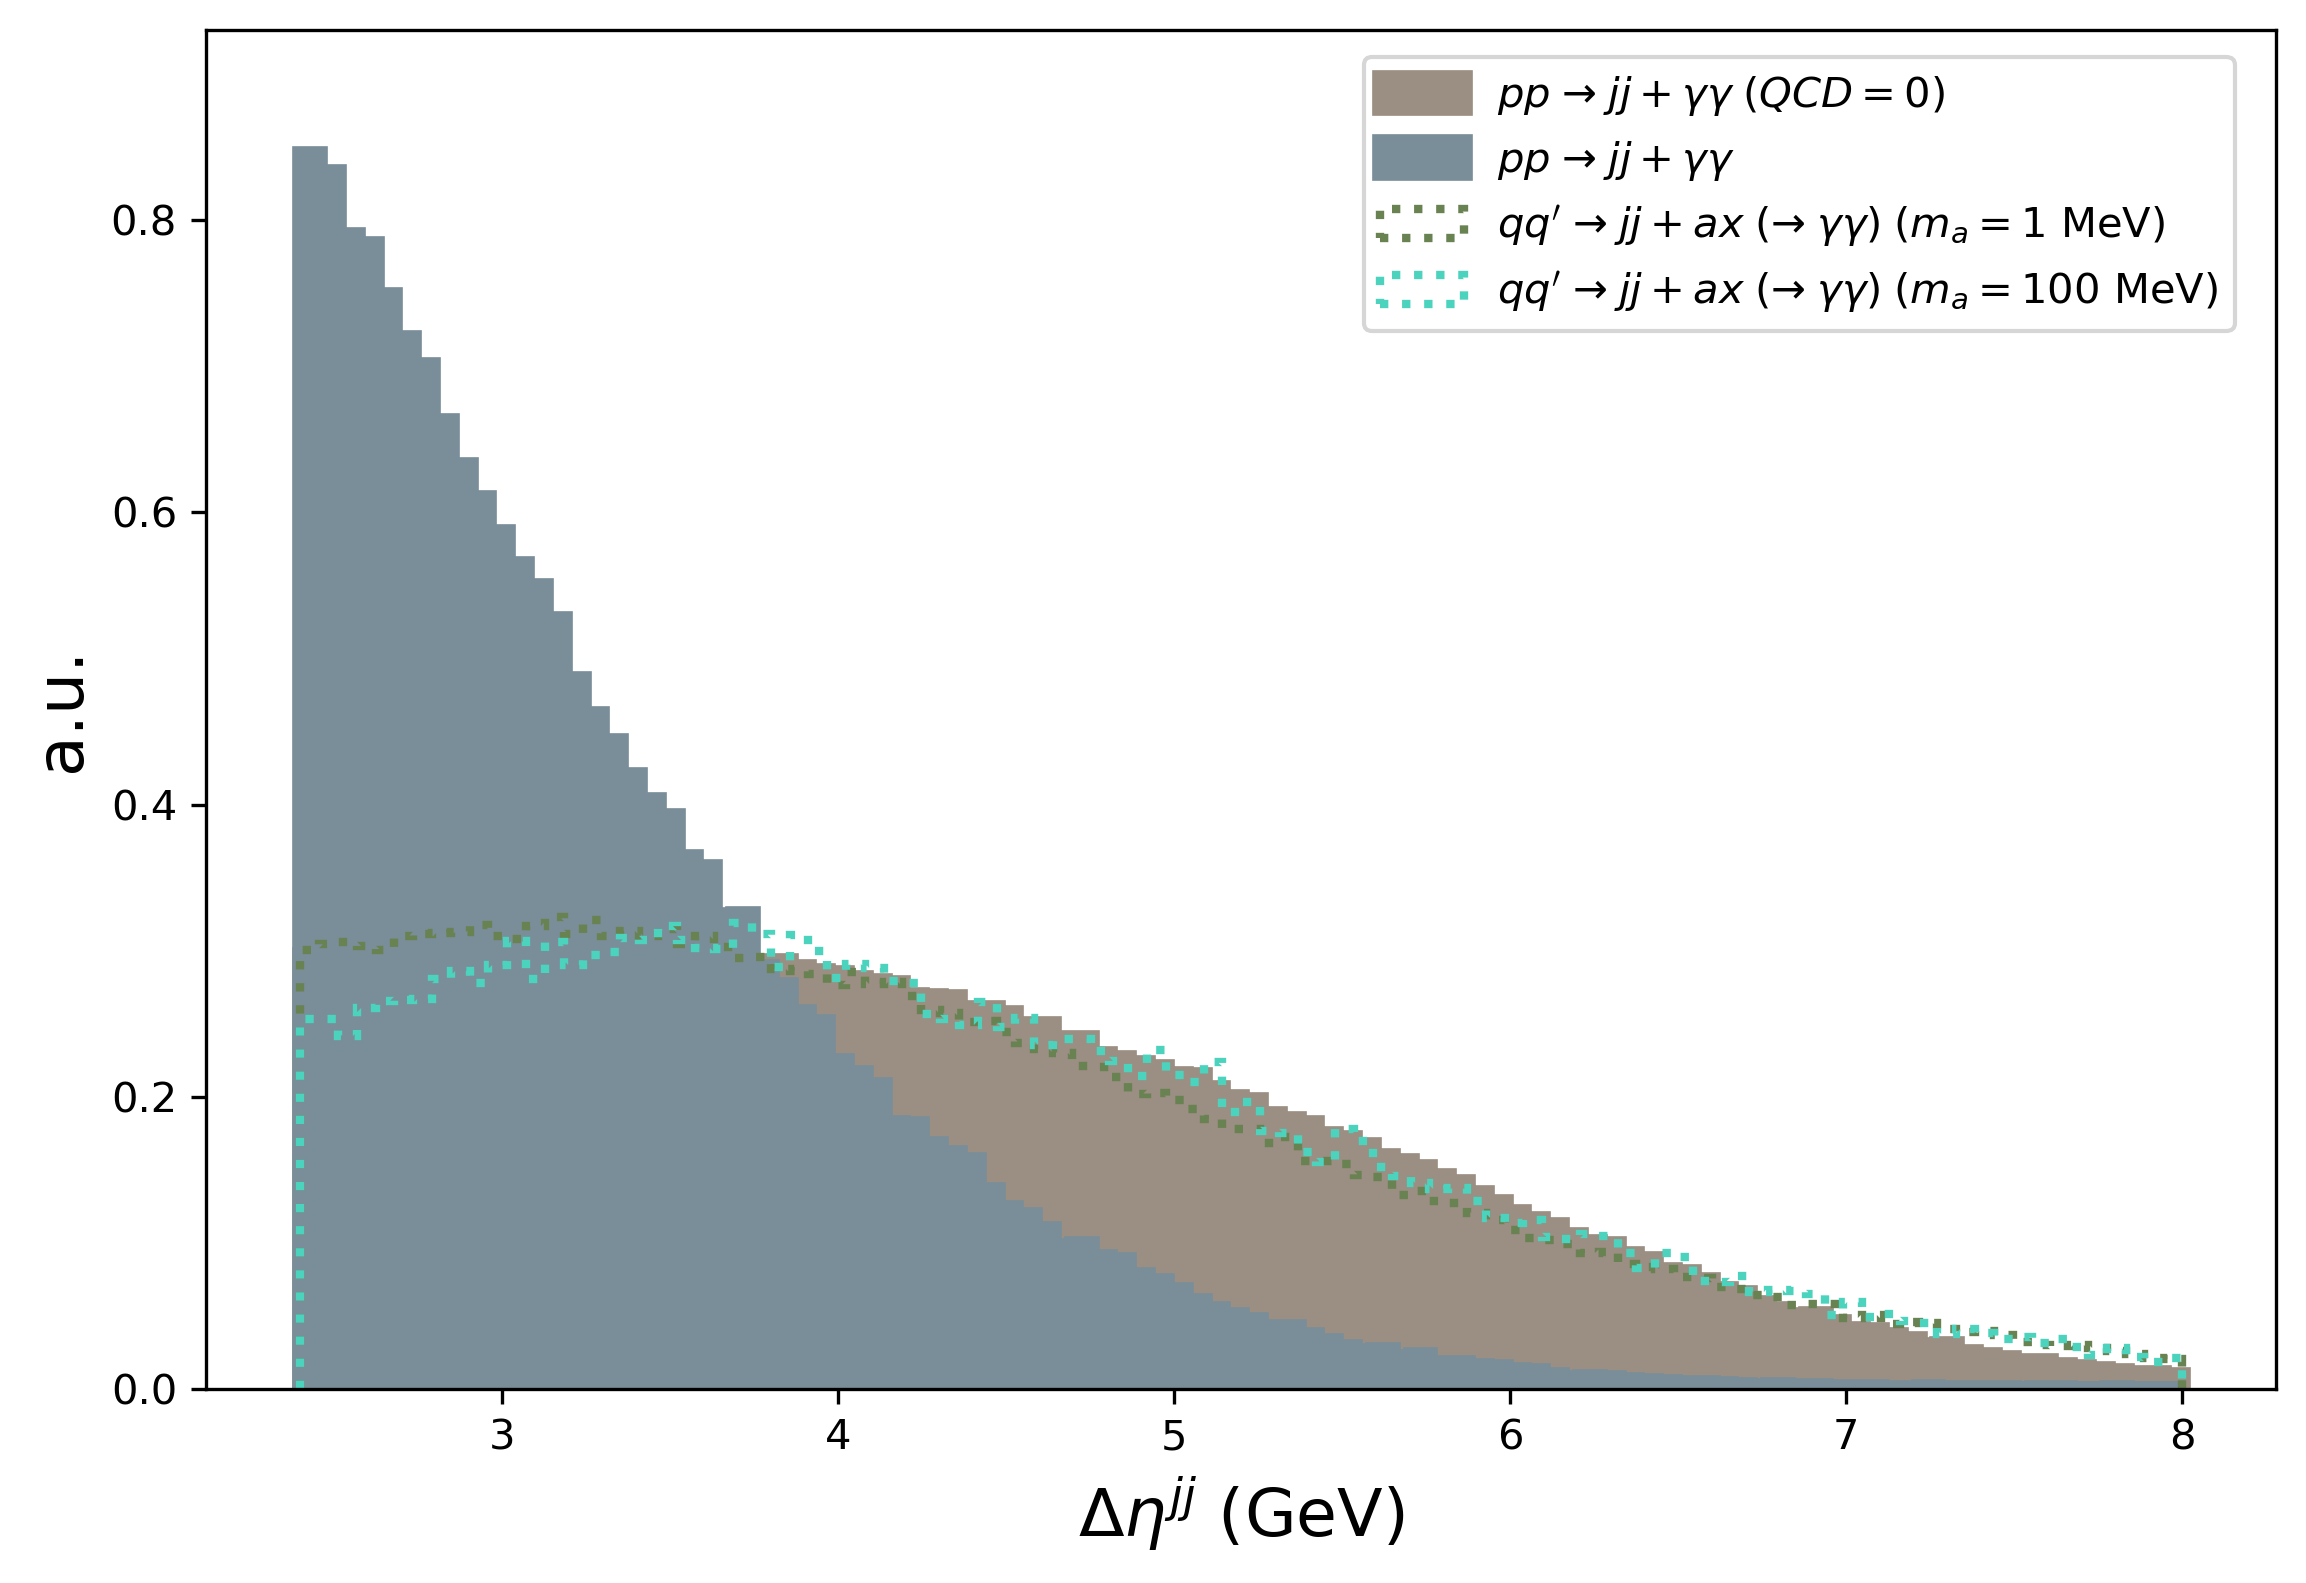 pp → jj + γγ (QCD = 0)
pp → jj + γγ
qq′ → jj + ax (→ γγ) (mₐ = 1 MeV)
qq′ → jj + ax (→ γγ) (mₐ = 100 MeV)
a.u.
0.8
0.6
0.4
0.2
0.0
3 4 5 6 7 8
Δη^{jj} (GeV)